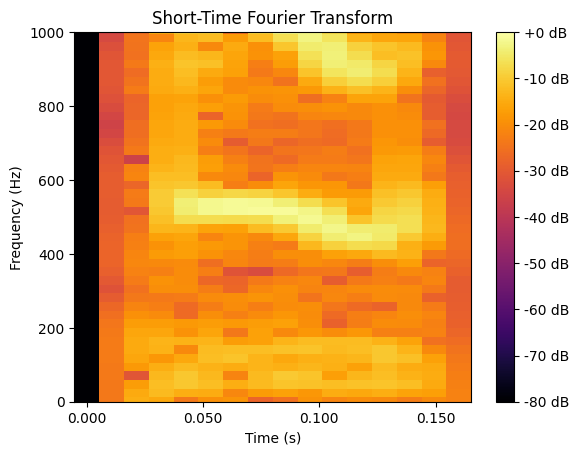 Short-Time Fourier Transform
Frequency (Hz)
1000
800
600
400
200
0
0.000
0.050
0.100
0.150
Time (s)
+0 dB
-10 dB
-20 dB
-30 dB
-40 dB
-50 dB
-60 dB
-70 dB
-80 dB